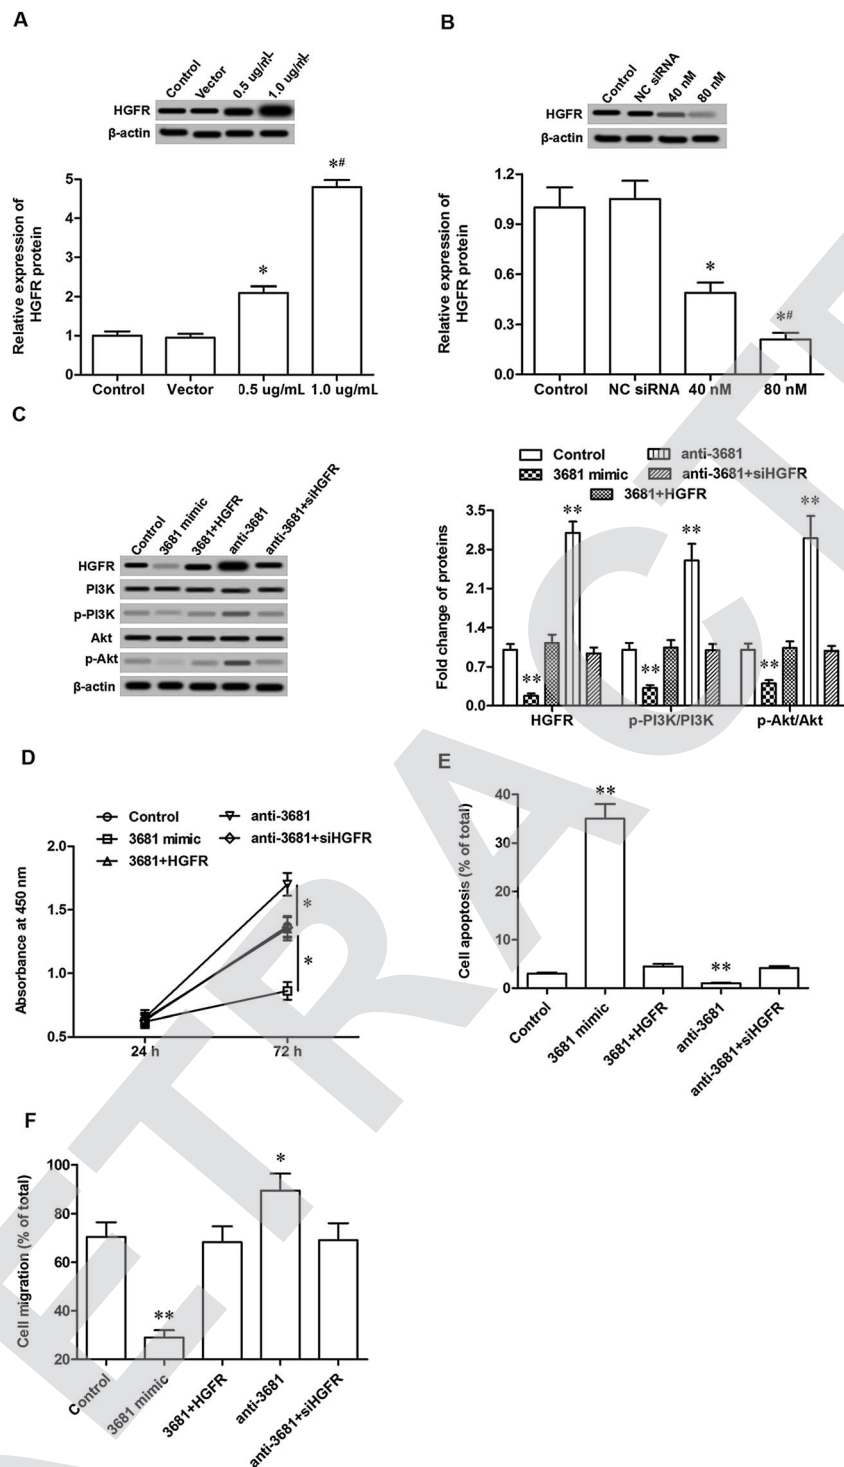 A
Control Vector 0.5 ug/mL 1.0 ug/mL
HGFR
β-actin
*#
*
5
4
3
2
1
0
Relative expression of
HGFR protein
Control Vector 0.5 ug/mL 1.0 ug/mL
B
Control NC siRNA 40 nM 80 nM
HGFR
β-actin
1.2
0.9
0.6
0.3
0.0
Relative expression of
HGFR protein
*
*#
Control NC siRNA 40 nM 80 nM
C
Control 3681 mimic 3681+HGFR anti-3681 anti-3681+siHGFR
HGFR
PI3K
p-PI3K
Akt
p-Akt
β-actin
Control anti-3681
3681 mimic anti-3681+siHGFR
3681+HGFR
3.5
2.8
2.1
1.4
0.7
0.0
Fold change of proteins
** ** **
** ** **
HGFR p-PI3K/PI3K p-Akt/Akt
D
Control anti-3681
3681 mimic anti-3681+siHGFR
3681+HGFR
2.0
1.5
1.0
0.5
Absorbance at 450 nm
*
*
24 h 72 h
E
40
30
20
10
0
Cell apoptosis (% of total)
**
**
Control 3681 mimic 3681+HGFR anti-3681 anti-3681+siHGFR
F
100
80
60
40
20
Cell migration (% of total)
*
**
Control 3681 mimic 3681+HGFR anti-3681 anti-3681+siHGFR
RETRACTE